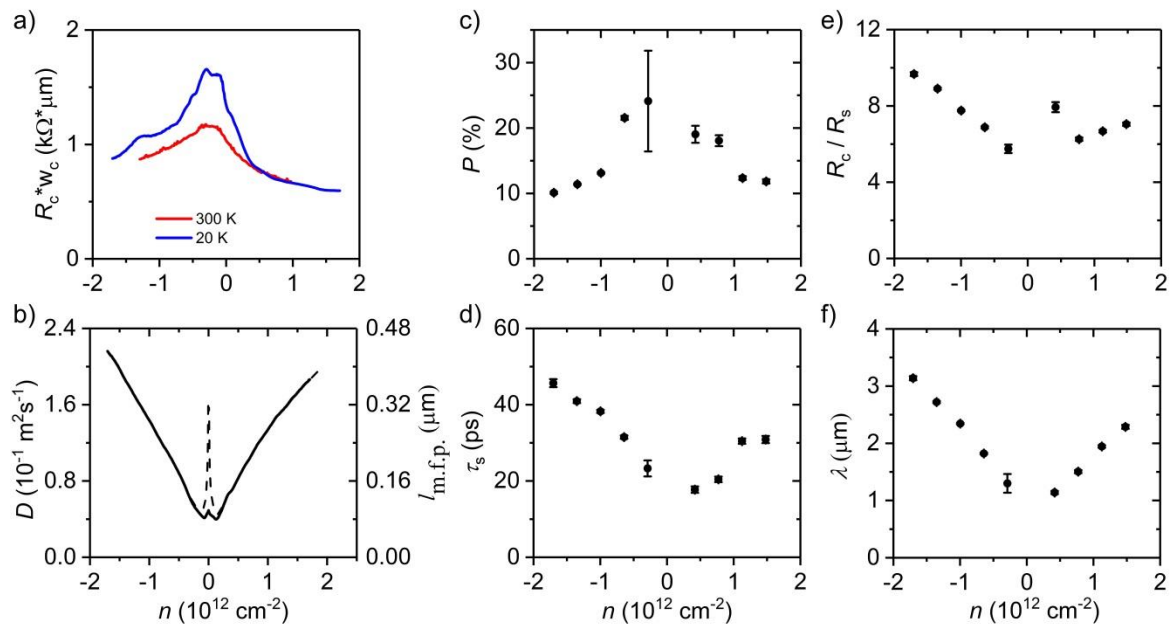 a)
R_c*w_c (kΩ*μm)
2
1
0
300 K
20 K
-2 -1 0 1 2
b)
D (10^-1 m^2s^-1)
2.4
1.6
0.8
0.0
l_m.f.p. (μm)
0.48
0.32
0.16
0.00
-2 -1 0 1 2
n (10^12 cm^-2)
c)
P (%)
30
20
10
0
-2 -1 0 1 2
d)
τ_s (ps)
60
40
20
0
-2 -1 0 1 2
n (10^12 cm^-2)
e)
R_c / R_s
12
8
4
0
-2 -1 0 1 2
f)
λ (μm)
4
3
2
1
0
-2 -1 0 1 2
n (10^12 cm^-2)